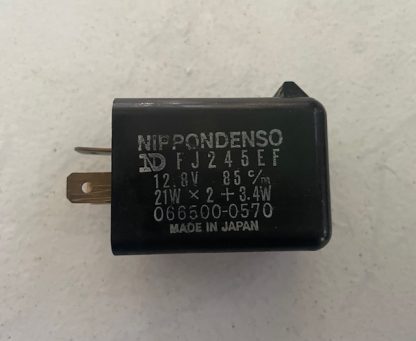 NIPPONDENSO
ND FJ245EF
12.8V 85 c/m
21W × 2 + 3.4W
066500-0570
MADE IN JAPAN